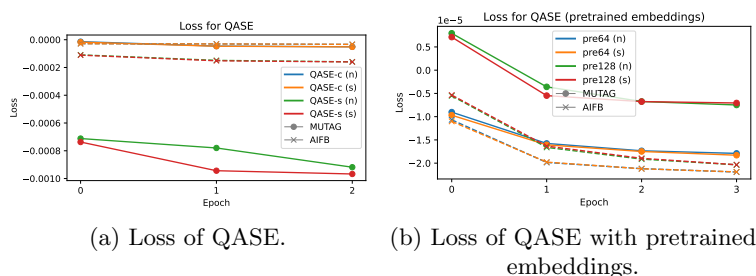 Loss for QASE
0.0000
−0.0002
−0.0004
−0.0006
−0.0008
−0.0010
Loss
QASE-c (n)
QASE-c (s)
QASE-s (n)
QASE-s (s)
MUTAG
AIFB
0
1
2
Epoch
(a) Loss of QASE.
1e−5
Loss for QASE (pretrained embeddings)
0.5
0.0
−0.5
−1.0
−1.5
−2.0
Loss
pre64 (n)
pre64 (s)
pre128 (n)
pre128 (s)
MUTAG
AIFB
0
1
2
3
Epoch
(b) Loss of QASE with pretrained
embeddings.